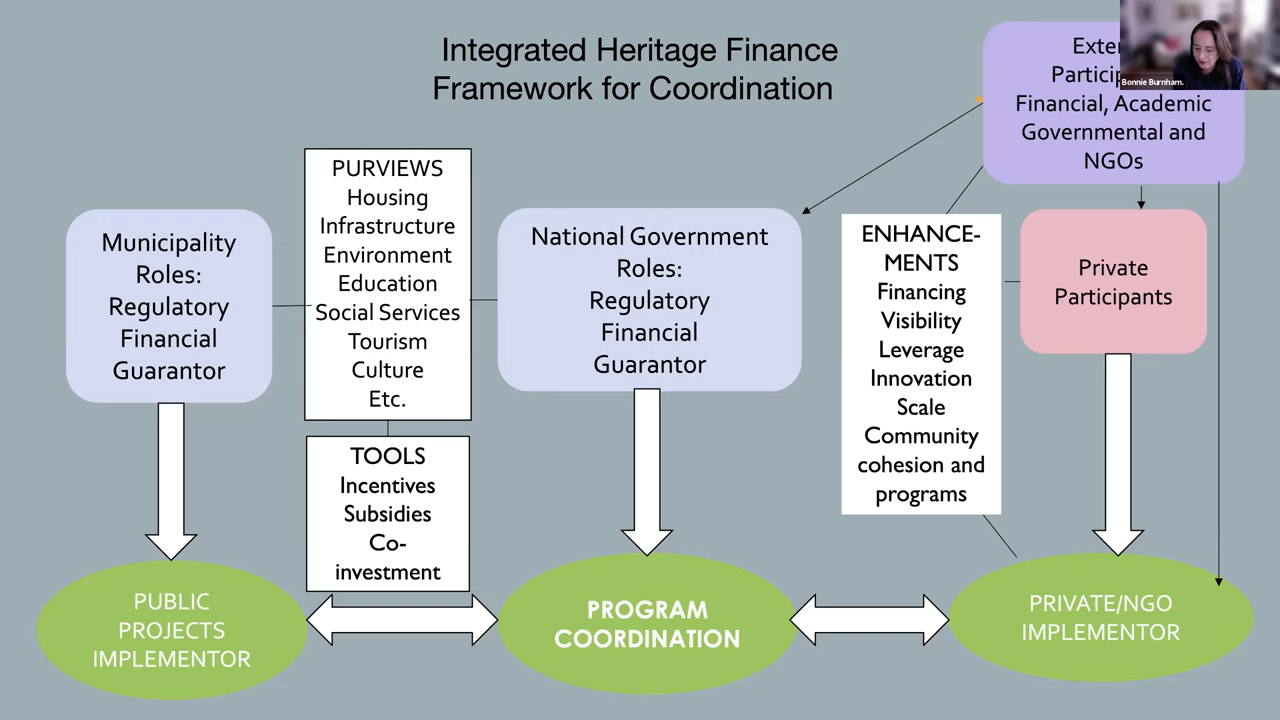 Integrated Heritage Finance
Framework for Coordination
Bonnie Burnham.
Financial, Academic
Governmental and
NGOs
PURVIEWS
Housing
Infrastructure
Environment
Education
Social Services
Tourism
Culture
Etc.
Municipality
Roles:
Regulatory
Financial
Guarantor
National Government
Roles:
Regulatory
Financial
Guarantor
ENHANCE-
MENTS
Financing
Visibility
Leverage
Innovation
Scale
Community
cohesion and
programs
Private
Participants
TOOLS
Incentives
Subsidies
Co-
investment
PUBLIC
PROJECTS
IMPLEMENTOR
PROGRAM
COORDINATION
PRIVATE/NGO
IMPLEMENTOR